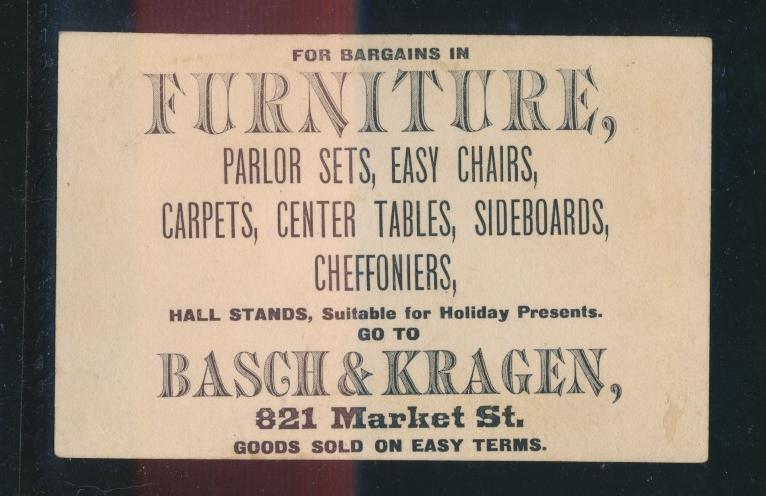 FOR BARGAINS IN
FURNITURE,
PARLOR SETS, EASY CHAIRS,
CARPETS, CENTER TABLES, SIDEBOARDS,
CHEFFONIERS,
HALL STANDS, Suitable for Holiday Presents.
GO TO
BASCH & KRAGEN,
821 Market St.
GOODS SOLD ON EASY TERMS.